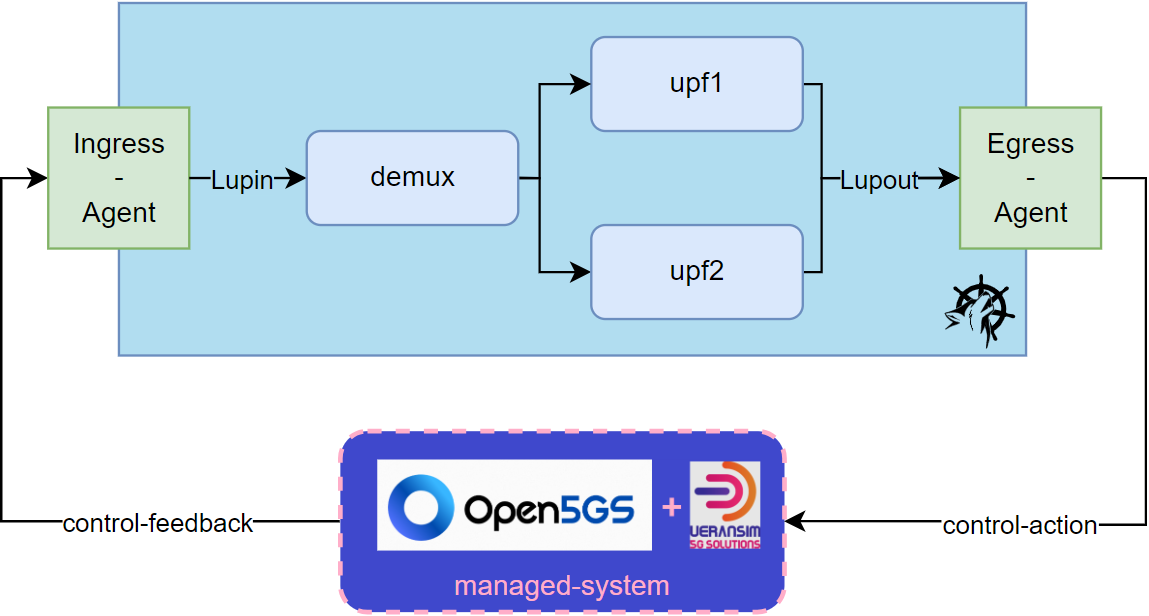 upf1
Ingress
-
Agent
Lupin
demux
Lupout
Egress
-
Agent
upf2
Open5GS
+
UERANSIM
5G SOLUTIONS
control-feedback
control-action
managed-system